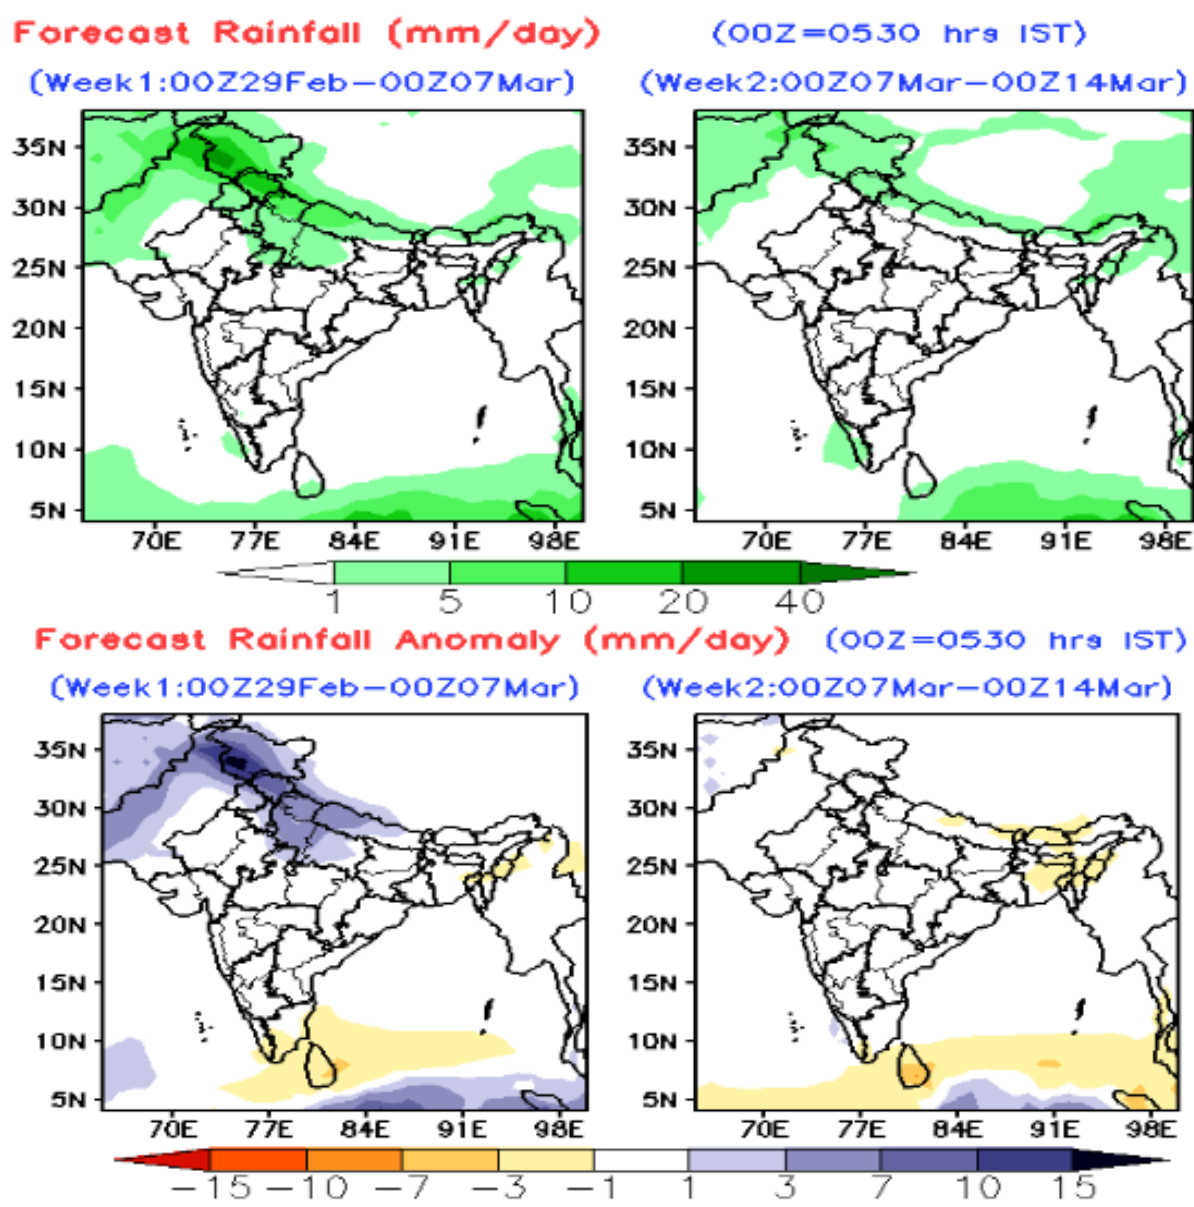 Forecast Rainfall (mm/day) (00Z=0530 hrs IST)
(Week1:00Z29Feb−00Z07Mar) (Week2:00Z07Mar−00Z14Mar)
35N 35N
30N 30N
25N 25N
20N 20N
15N 15N
10N 10N
5N 5N
70E 77E 84E 91E 98E 70E 77E 84E 91E 98E
1 5 10 20 40
Forecast Rainfall Anomaly (mm/day) (00Z=0530 hrs IST)
(Week1:00Z29Feb−00Z07Mar) (Week2:00Z07Mar−00Z14Mar)
35N 35N
30N 30N
25N 25N
20N 20N
15N 15N
10N 10N
5N 5N
70E 77E 84E 91E 98E 70E 77E 84E 91E 98E
−15 −10 −7 −3 −1 1 3 7 10 15